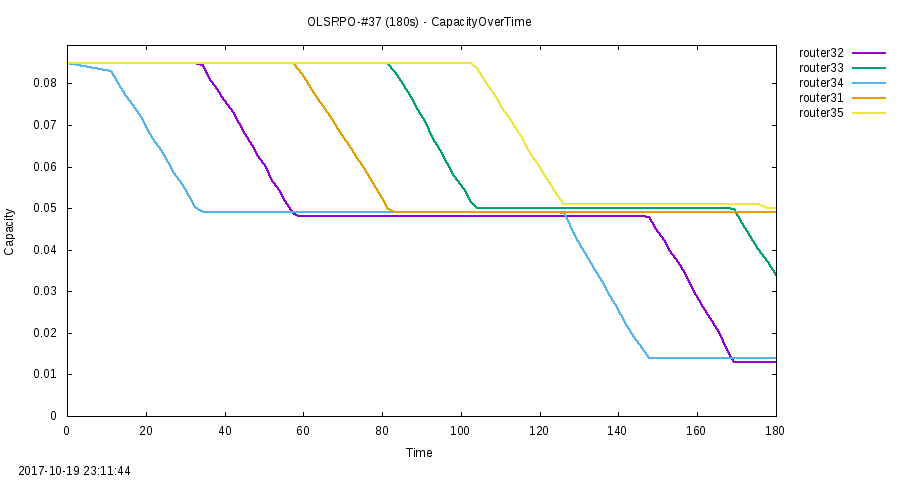 OLSRPO-#37 (180s) - CapacityOverTime
router32
router33
router34
router31
router35
0.08
0.07
0.06
0.05
0.04
0.03
0.02
0.01
0
Capacity
0 20 40 60 80 100 120 140 160 180
Time
2017-10-19 23:11:44